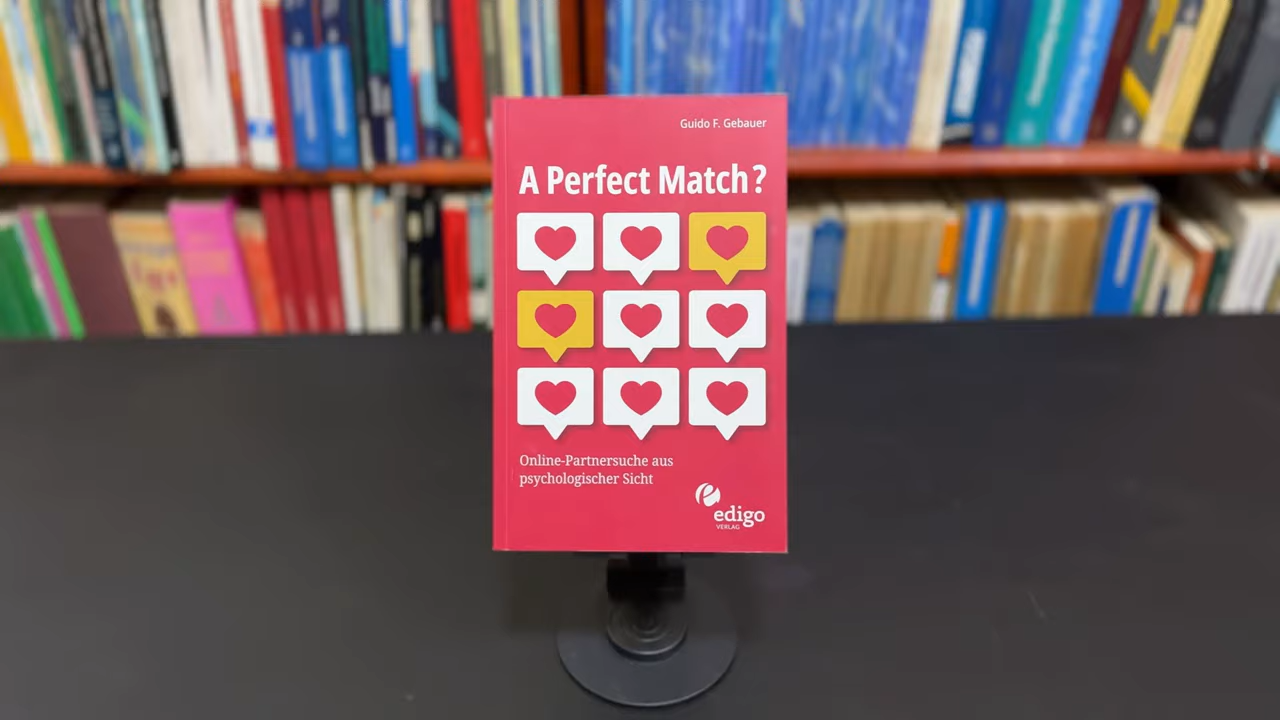 Guido F. Gebauer
A Perfect Match?
Online-Partnersuche aus
psychologischer Sicht
edigo
VERLAG